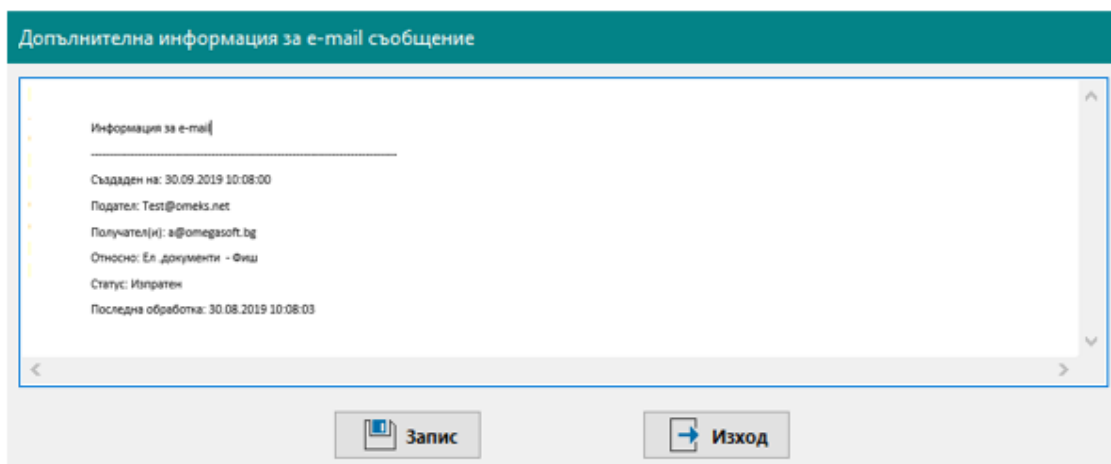 Допълнителна информация за e-mail съобщение
Информация за e-mail
--------------------------------------------------------------------------------
Създаден на: 30.09.2019 10:08:00
Подател: Test@omeks.net
Получател(и): a@omegasoft.bg
Относно: Ел .документи - Фиш
Статус: Изпратен
Последна обработка: 30.08.2019 10:08:03
Запис
Изход